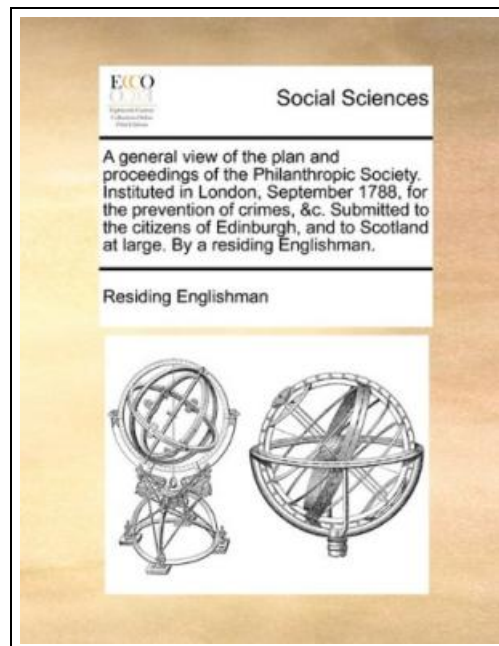 ECCO
Social Sciences
A general view of the plan and
proceedings of the Philanthropic Society.
Instituted in London, September 1788, for
the prevention of crimes, &c. Submitted to
the citizens of Edinburgh, and to Scotland
at large. By a residing Englishman.
Residing Englishman